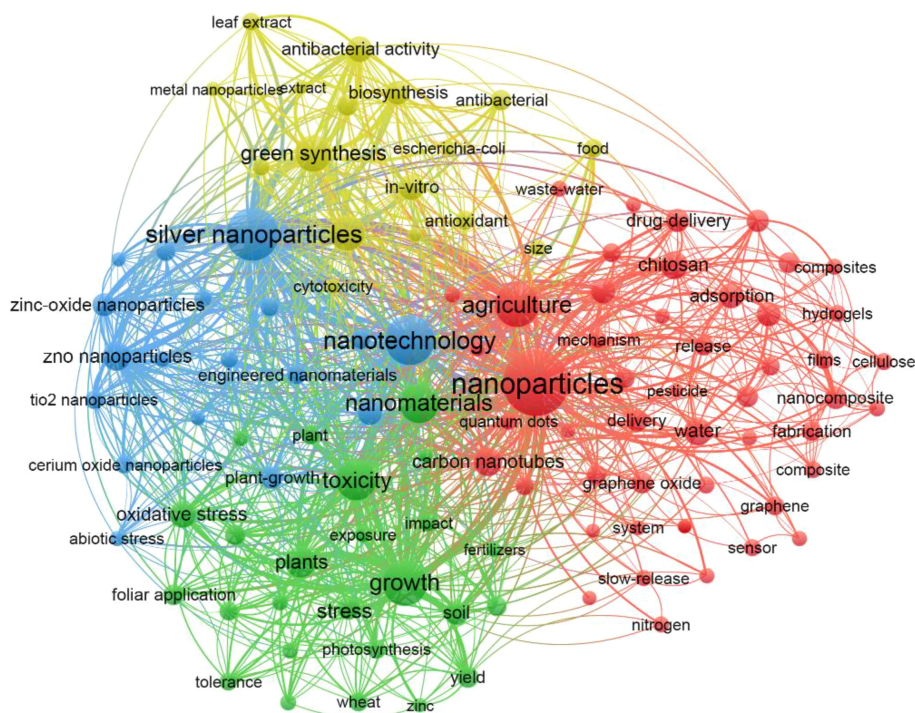 leaf extract
antibacterial activity
metal nanoparticles
extract
biosynthesis
antibacterial
green synthesis
escherichia-coli
food
in-vitro
waste-water
silver nanoparticles
antioxidant
drug-delivery
size
chitosan
composites
cytotoxicity
zinc-oxide nanoparticles
agriculture
adsorption
hydrogels
nanotechnology
mechanism
release
films
cellulose
zno nanoparticles
engineered nanomaterials
nanoparticles
pesticide
tio2 nanoparticles
nanomaterials
nanocomposite
quantum dots
delivery
water
fabrication
plant
cerium oxide nanoparticles
plant-growth
toxicity
carbon nanotubes
composite
graphene oxide
graphene
oxidative stress
impact
system
abiotic stress
exposure
fertilizers
sensor
plants
growth
slow-release
foliar application
stress
soil
nitrogen
photosynthesis
tolerance
yield
wheat
zinc